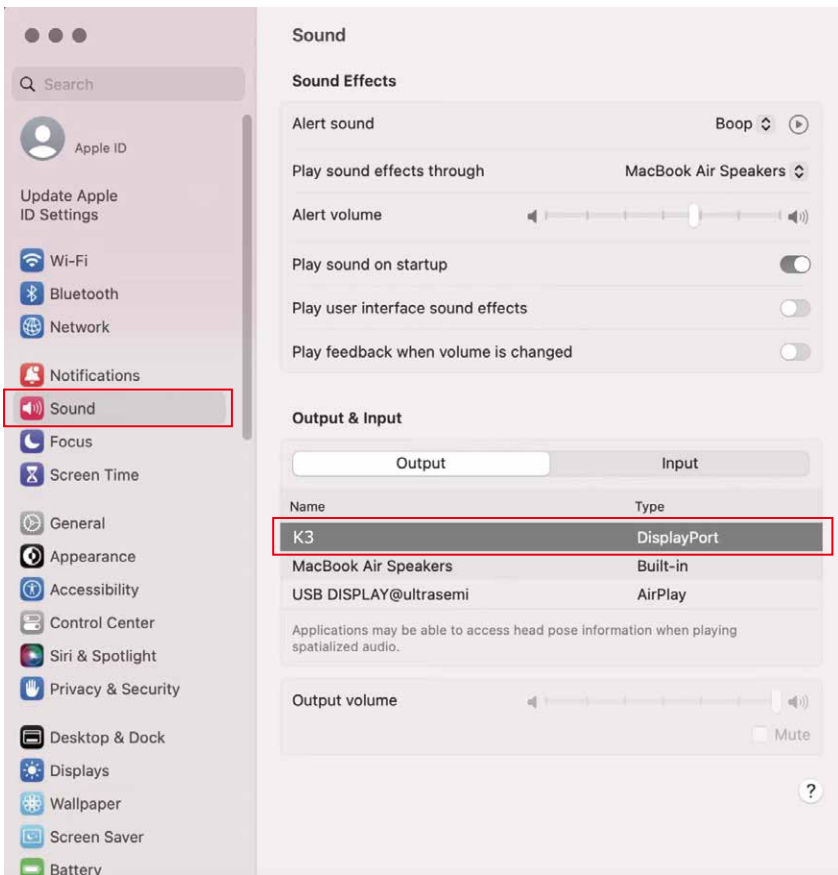 Search
Apple ID
Update Apple
ID Settings
Wi-Fi
Bluetooth
Network
Notifications
Sound
Focus
Screen Time
General
Appearance
Accessibility
Control Center
Siri & Spotlight
Privacy & Security
Desktop & Dock
Displays
Wallpaper
Screen Saver
Battery
Sound
Sound Effects
Alert sound Boop
Play sound effects through MacBook Air Speakers
Alert volume
Play sound on startup
Play user interface sound effects
Play feedback when volume is changed
Output & Input
Output Input
Name Type
K3 DisplayPort
MacBook Air Speakers Built-in
USB DISPLAY@ultrasemi AirPlay
Applications may be able to access head pose information when playing
spatialized audio.
Output volume
Mute
?